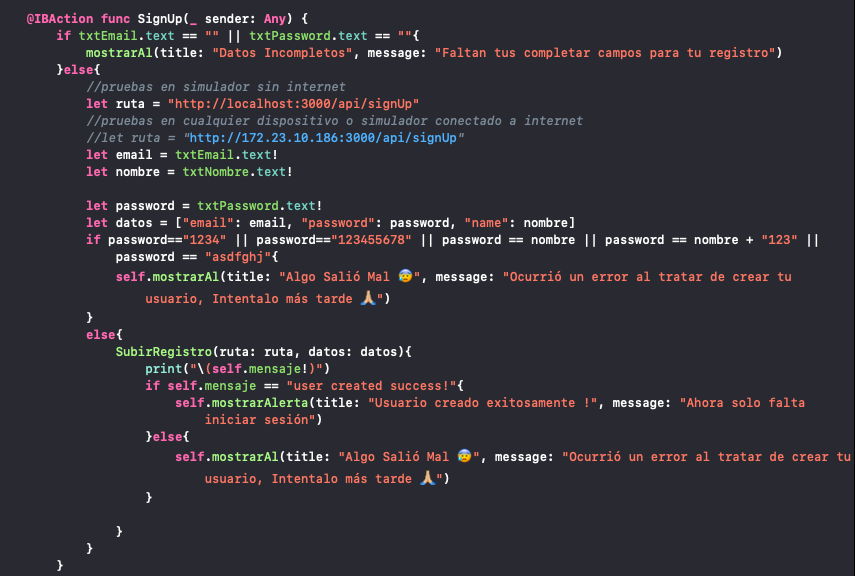 @IBAction func SignUp(_ sender: Any) {
if txtEmail.text == "" || txtPassword.text == ""{
mostrarAl(title: "Datos Incompletos", message: "Faltan tus completar campos para tu registro")
}else{
//pruebas en simulador sin internet
let ruta = "http://localhost:3000/api/signUp"
//pruebas en cualquier dispositivo o simulador conectado a internet
//let ruta = “http://172.23.10.186:3000/api/signUp”
let email = txtEmail.text!
let nombre = txtNombre.text!
let password = txtPassword.text!
let datos = ["email": email, "password": password, "name": nombre]
if password=="1234" || password=="123455678" || password == nombre || password == nombre + "123" ||
password == "asdfghj"{
self.mostrarAl(title: "Algo Salió Mal 😰", message: "Ocurrió un error al tratar de crear tu
usuario, Intentalo más tarde 🙏🏼")
}
else{
SubirRegistro(ruta: ruta, datos: datos){
print("\(self.mensaje!)")
if self.mensaje == "user created success!"{
self.mostrarAlerta(title: "Usuario creado exitosamente !", message: "Ahora solo falta
iniciar sesión")
}else{
self.mostrarAl(title: "Algo Salió Mal 😰", message: "Ocurrió un error al tratar de crear tu
usuario, Intentalo más tarde 🙏🏼")
}
}
}
}